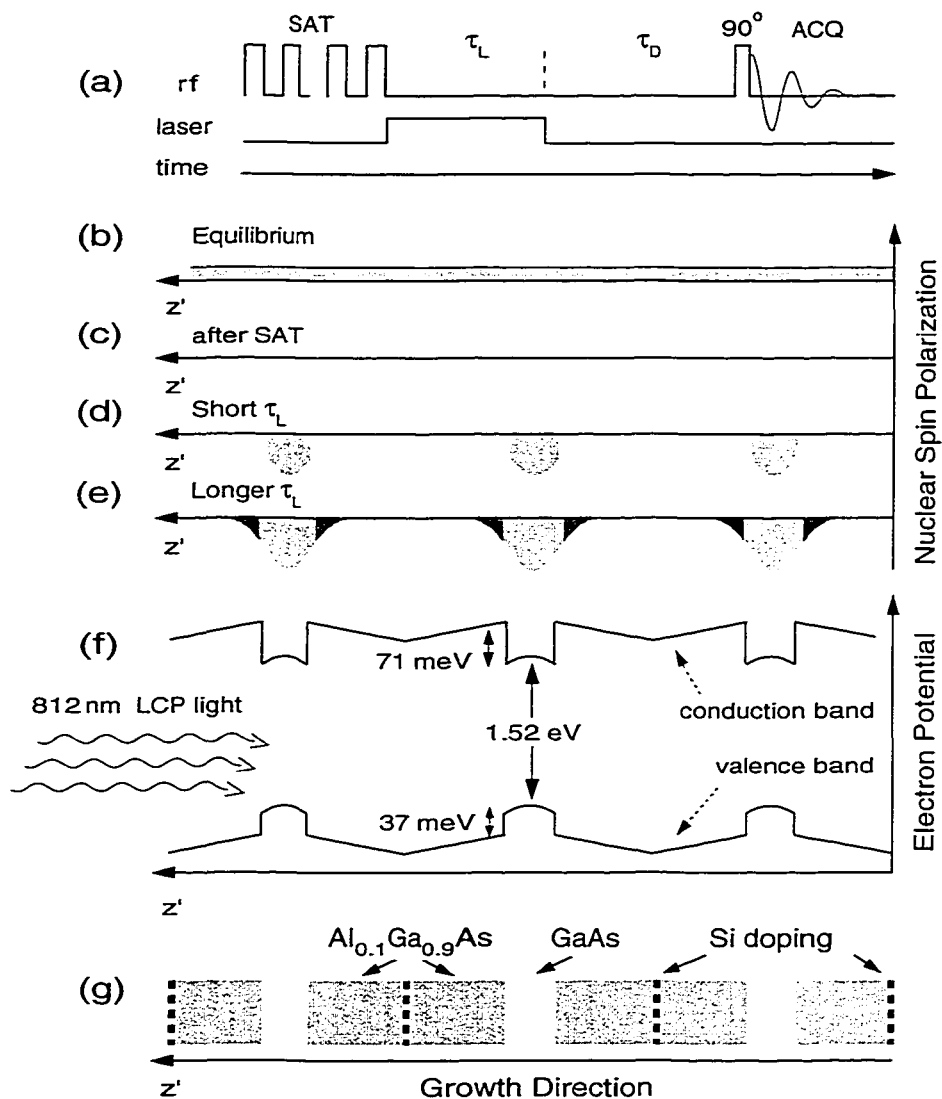 SAT τL τD 90° ACQ
(a) rf
laser
time
(b) Equilibrium
z'
(c) after SAT
z'
(d) Short τL
z'
(e) Longer τL
z'
Nuclear Spin Polarization
(f)
71 meV
812 nm LCP light
conduction band
1.52 eV
valence band
37 meV
z'
Electron Potential
Al0.1Ga0.9As GaAs Si doping
(g)
z' Growth Direction